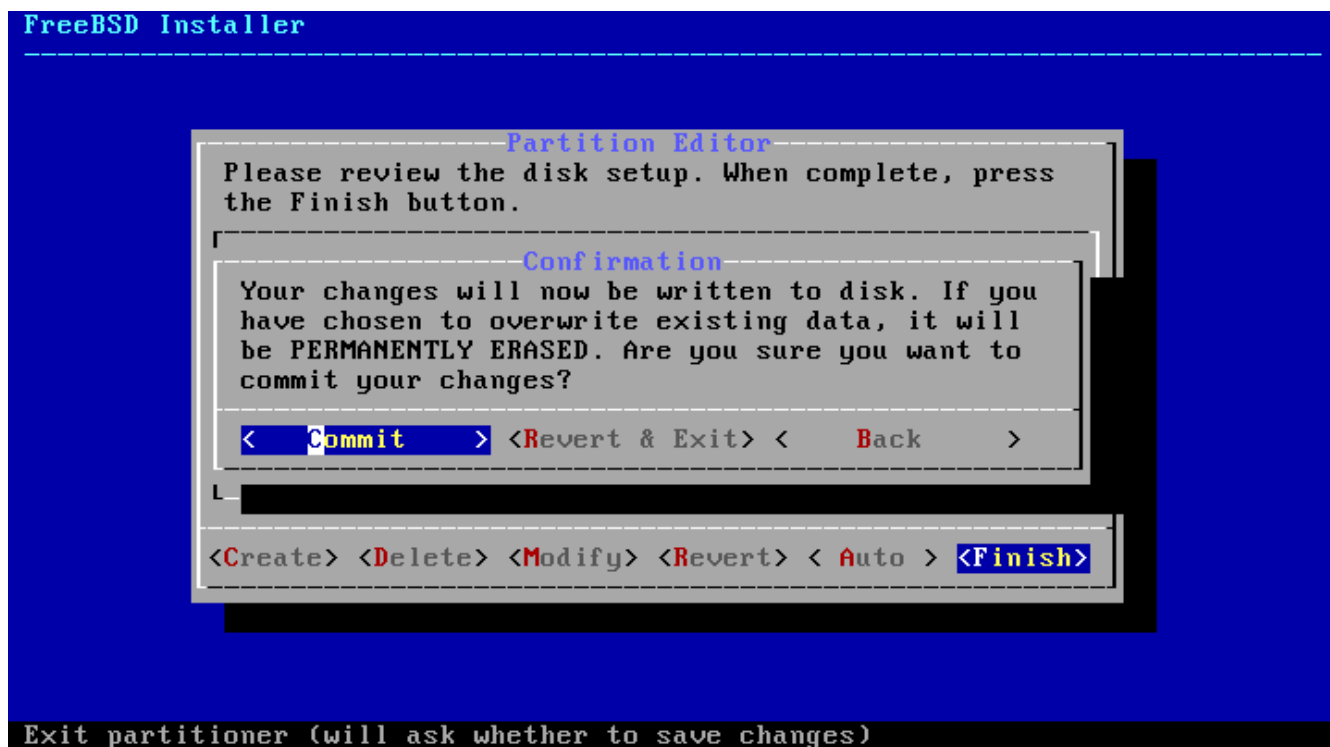 FreeBSD Installer
Partition Editor
Please review the disk setup. When complete, press
the Finish button.
Confirmation
Your changes will now be written to disk. If you
have chosen to overwrite existing data, it will
be PERMANENTLY ERASED. Are you sure you want to
commit your changes?
< Commit > <Revert & Exit> < Back >
<Create> <Delete> <Modify> <Revert> < Auto > <Finish>
Exit partitioner (will ask whether to save changes)